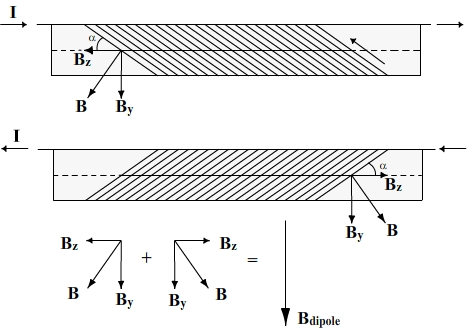 I
α
Bz
B By
I
α
Bz
By B
Bz + Bz =
B By By B
Bdipole